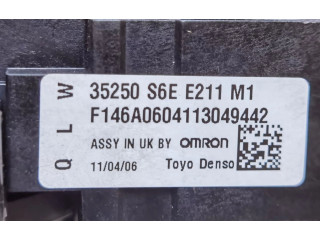 35250 S6E E211 M1
F146A0604113049442
ASSY IN UK BY OMRON
11/04/06 Toyo Denso
Q L W